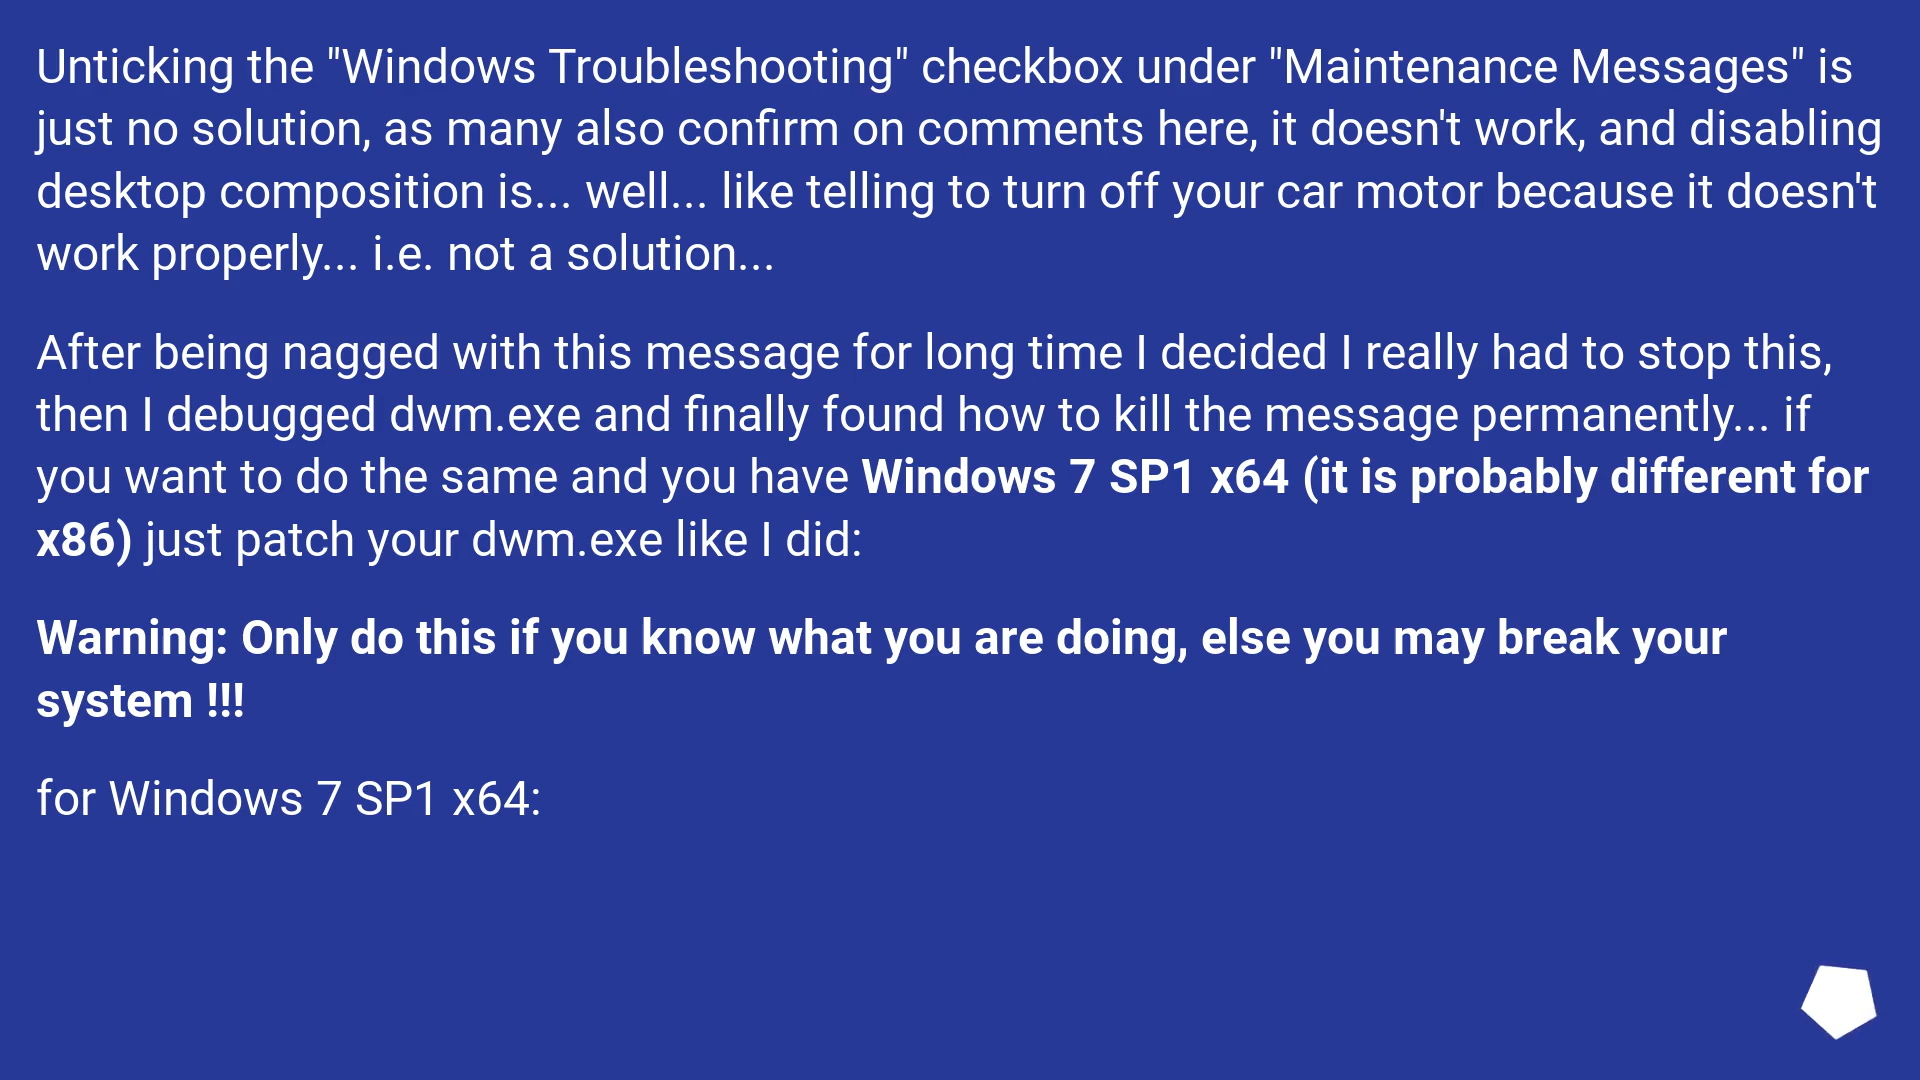 Unticking the "Windows Troubleshooting" checkbox under "Maintenance Messages" is
just no solution, as many also confirm on comments here, it doesn't work, and disabling
desktop composition is... well... like telling to turn off your car motor because it doesn't
work properly... i.e. not a solution...
After being nagged with this message for long time I decided I really had to stop this,
then I debugged dwm.exe and finally found how to kill the message permanently... if
you want to do the same and you have Windows 7 SP1 x64 (it is probably different for
x86) just patch your dwm.exe like I did:
Warning: Only do this if you know what you are doing, else you may break your
system !!!
for Windows 7 SP1 x64: